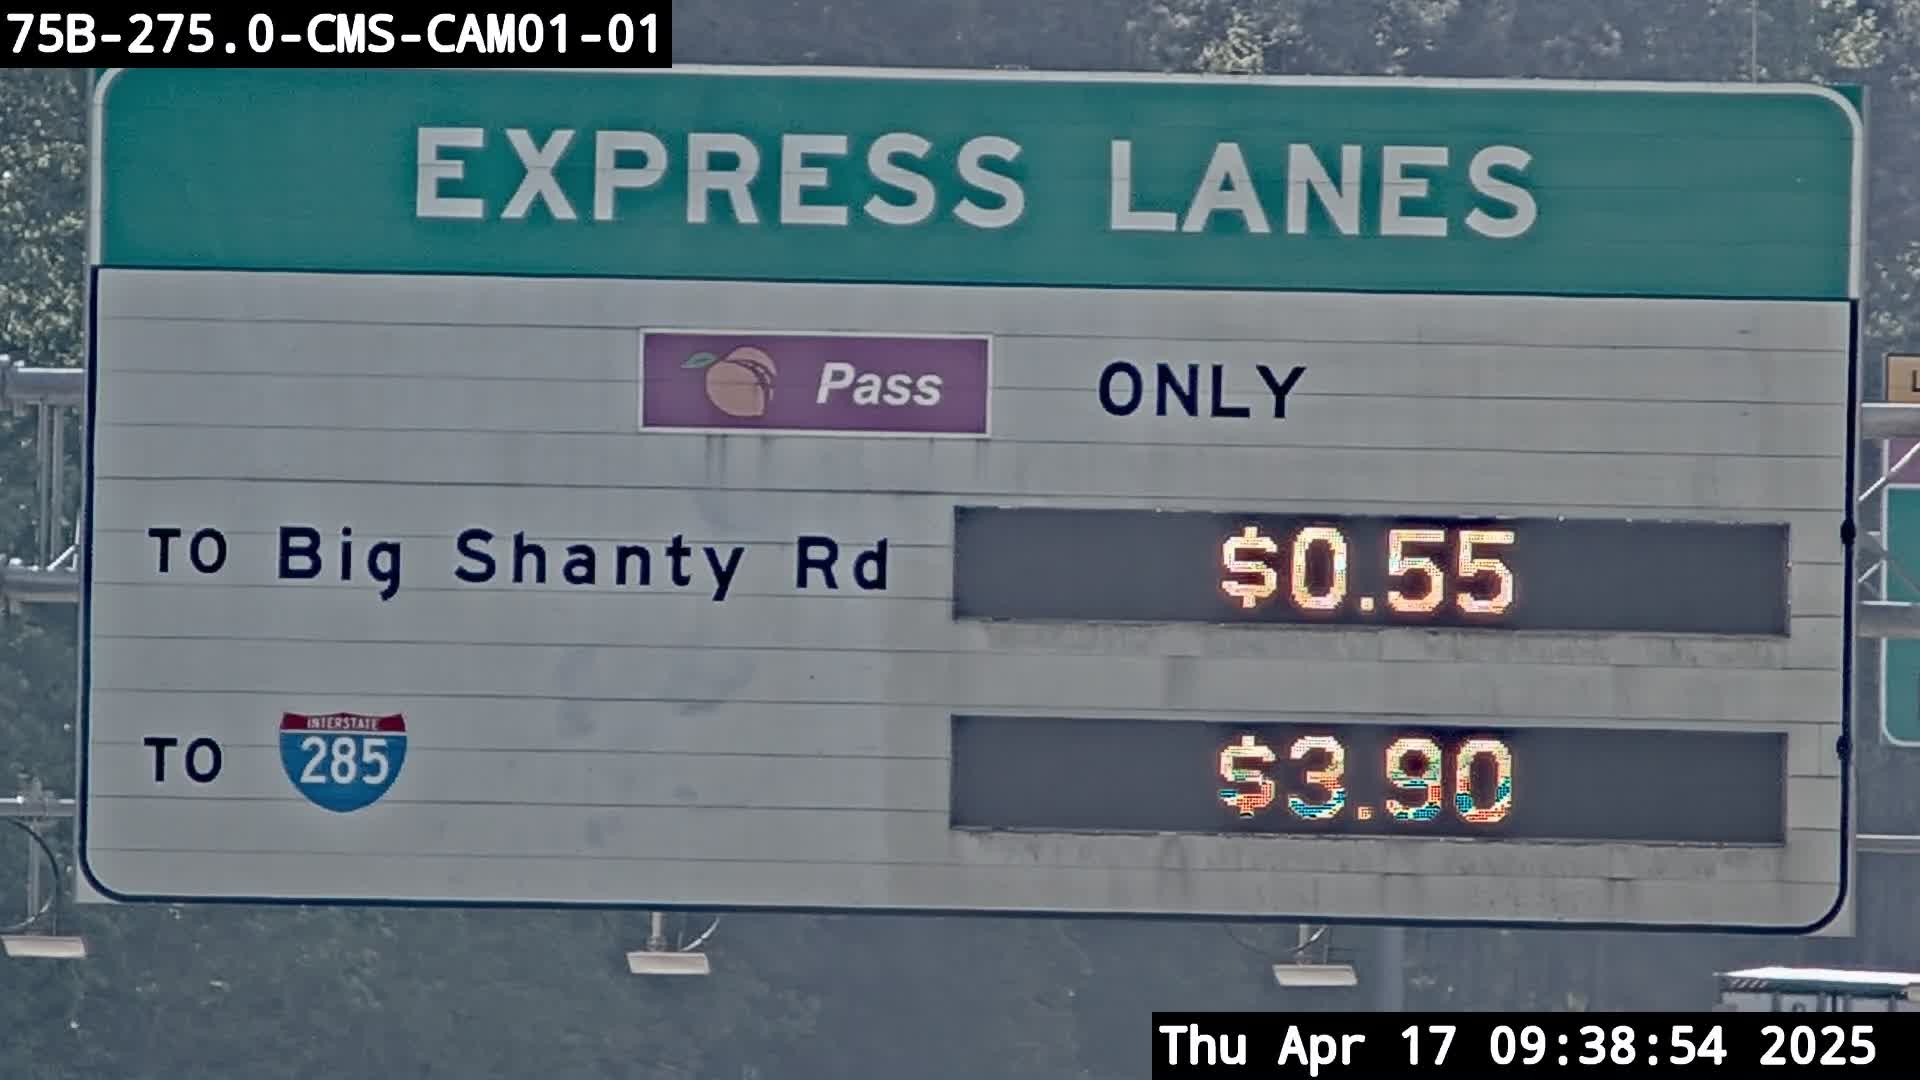 75B-275.0-CMS-CAM01-01
EXPRESS LANES
Pass ONLY
TO Big Shanty Rd $0.55
INTERSTATE
TO 285 $3.90
Thu Apr 17 09:38:54 2025